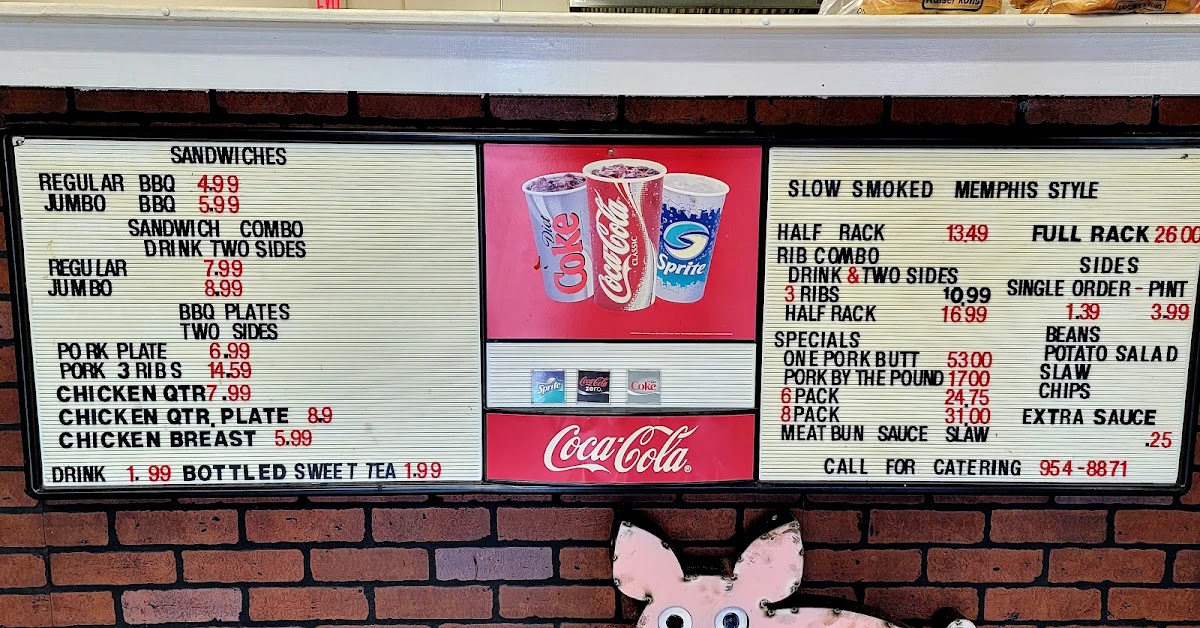 Kaiser Rolls
SANDWICHES
REGULAR BBQ 4.99
JUMBO BBQ 5.99
SANDWICH COMBO
DRINK TWO SIDES
REGULAR 7.99
JUMBO 8.99
BBQ PLATES
TWO SIDES
PORK PLATE 6.99
PORK 3 RIBS 14.59
CHICKEN QTR 7.99
CHICKEN QTR. PLATE 8.9
CHICKEN BREAST 5.99
DRINK 1.99 BOTTLED SWEET TEA 1.99
Diet Coke
Coca-Cola CLASSIC
Sprite
Sprite
Coca-Cola zero
Coke
Coca-Cola®
SLOW SMOKED MEMPHIS STYLE
HALF RACK 13.49
RIB COMBO
DRINK & TWO SIDES
3 RIBS 10.99
HALF RACK 16.99
SPECIALS
ONE PORK BUTT 53 00
PORK BY THE POUND 17 00
6 PACK 24.75
8 PACK 31.00
MEAT BUN SAUCE SLAW
FULL RACK 26 00
SIDES
SINGLE ORDER - PINT
1.39 3.99
BEANS
POTATO SALAD
SLAW
CHIPS
EXTRA SAUCE
.25
CALL FOR CATERING 954-8871